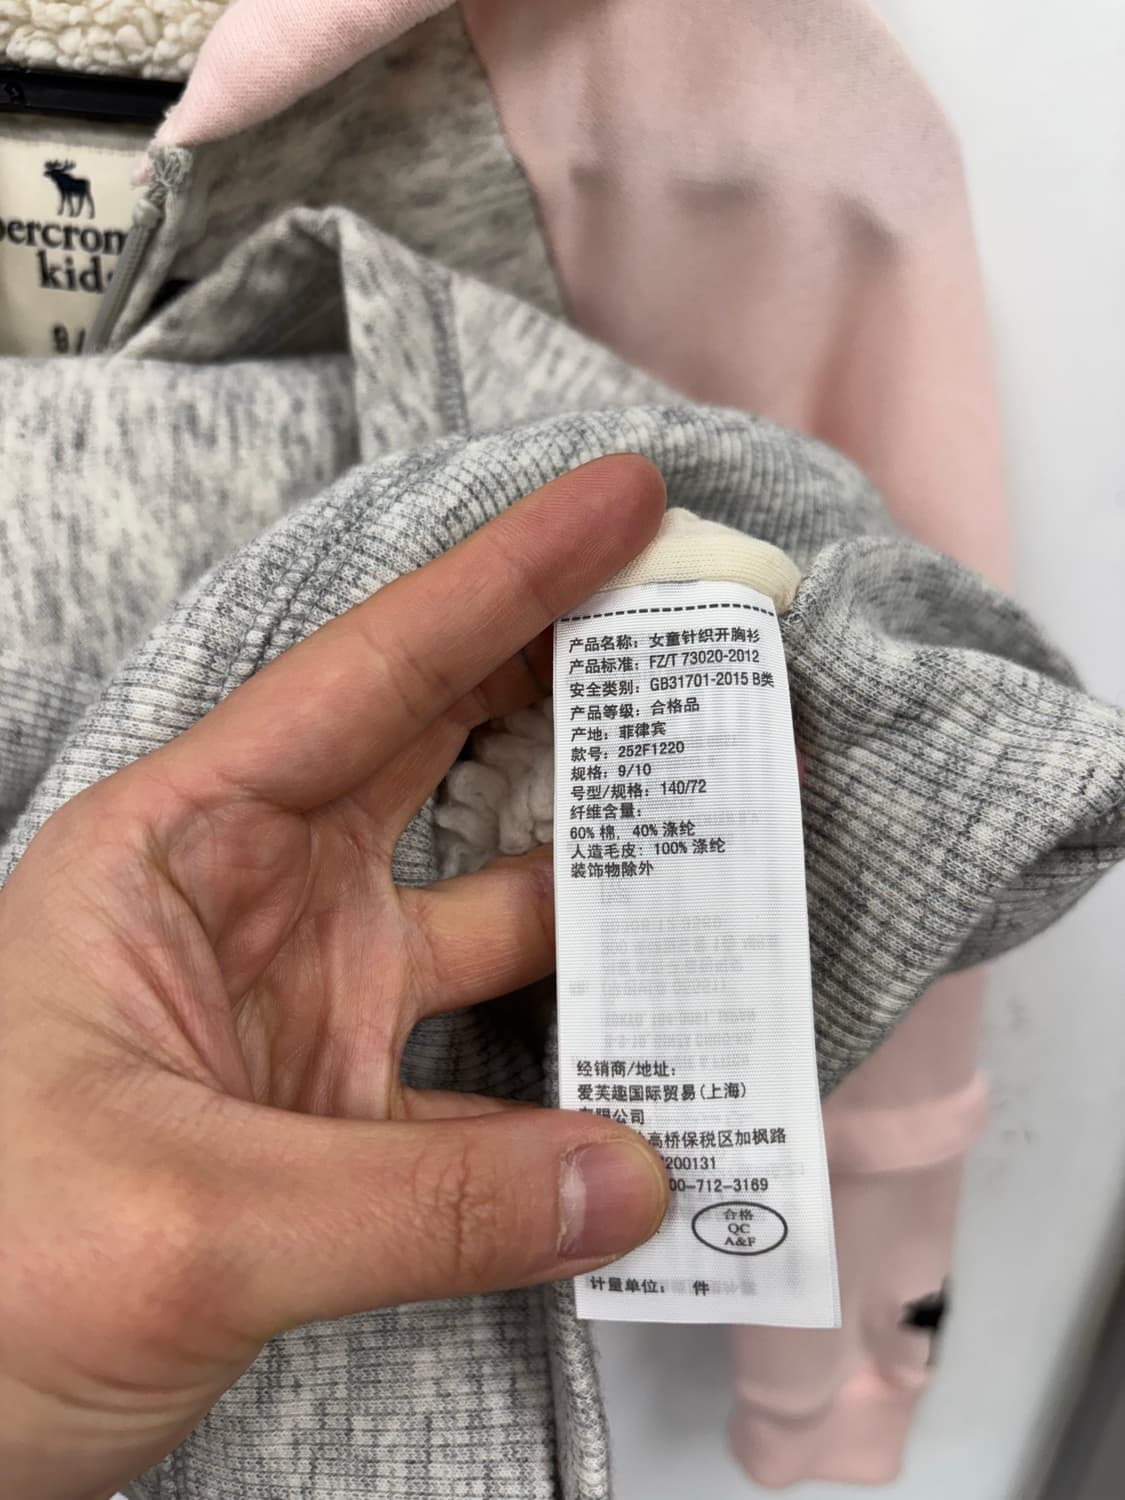 kids
产品名称：女童针织开胸衫
产品标准：FZ/T 73020-2012
安全类别：GB31701-2015 B类
产品等级：合格品
产地：菲律宾
款号：252F1220
规格：9/10
号型/规格：140/72
纤维含量：
60% 棉，40% 涤纶
人造毛皮：100% 涤纶
装饰物除外
经销商/地址：
爱芙趣国际贸易(上海)
有限公司
高桥保税区加枫路
200131
00-712-3169
合格
QC
A&F
计量单位： 件